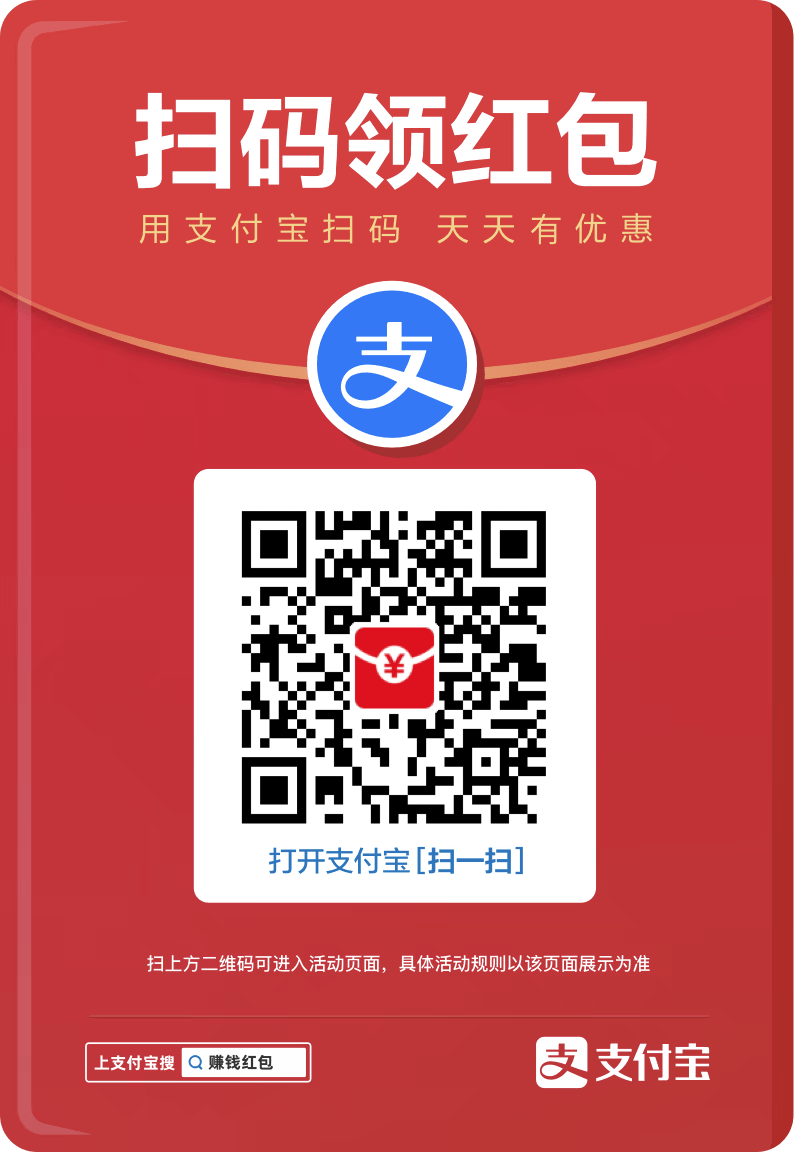 扫码领红包
用支付宝扫码 天天有优惠
支
¥
打开支付宝[扫一扫]
扫上方二维码可进入活动页面，具体活动规则以该页面展示为准
上支付宝搜 赚钱红包
支 支付宝